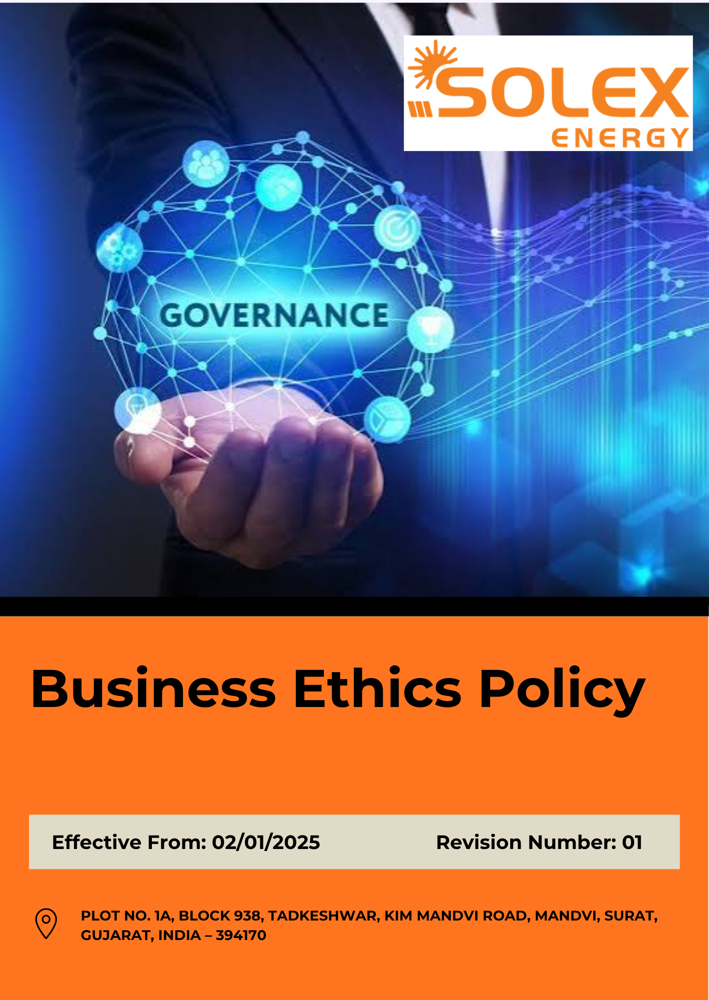 SOLEX
ENERGY
GOVERNANCE
Business Ethics Policy
Effective From: 02/01/2025 Revision Number: 01
PLOT NO. 1A, BLOCK 938, TADKESHWAR, KIM MANDVI ROAD, MANDVI, SURAT,
GUJARAT, INDIA – 394170